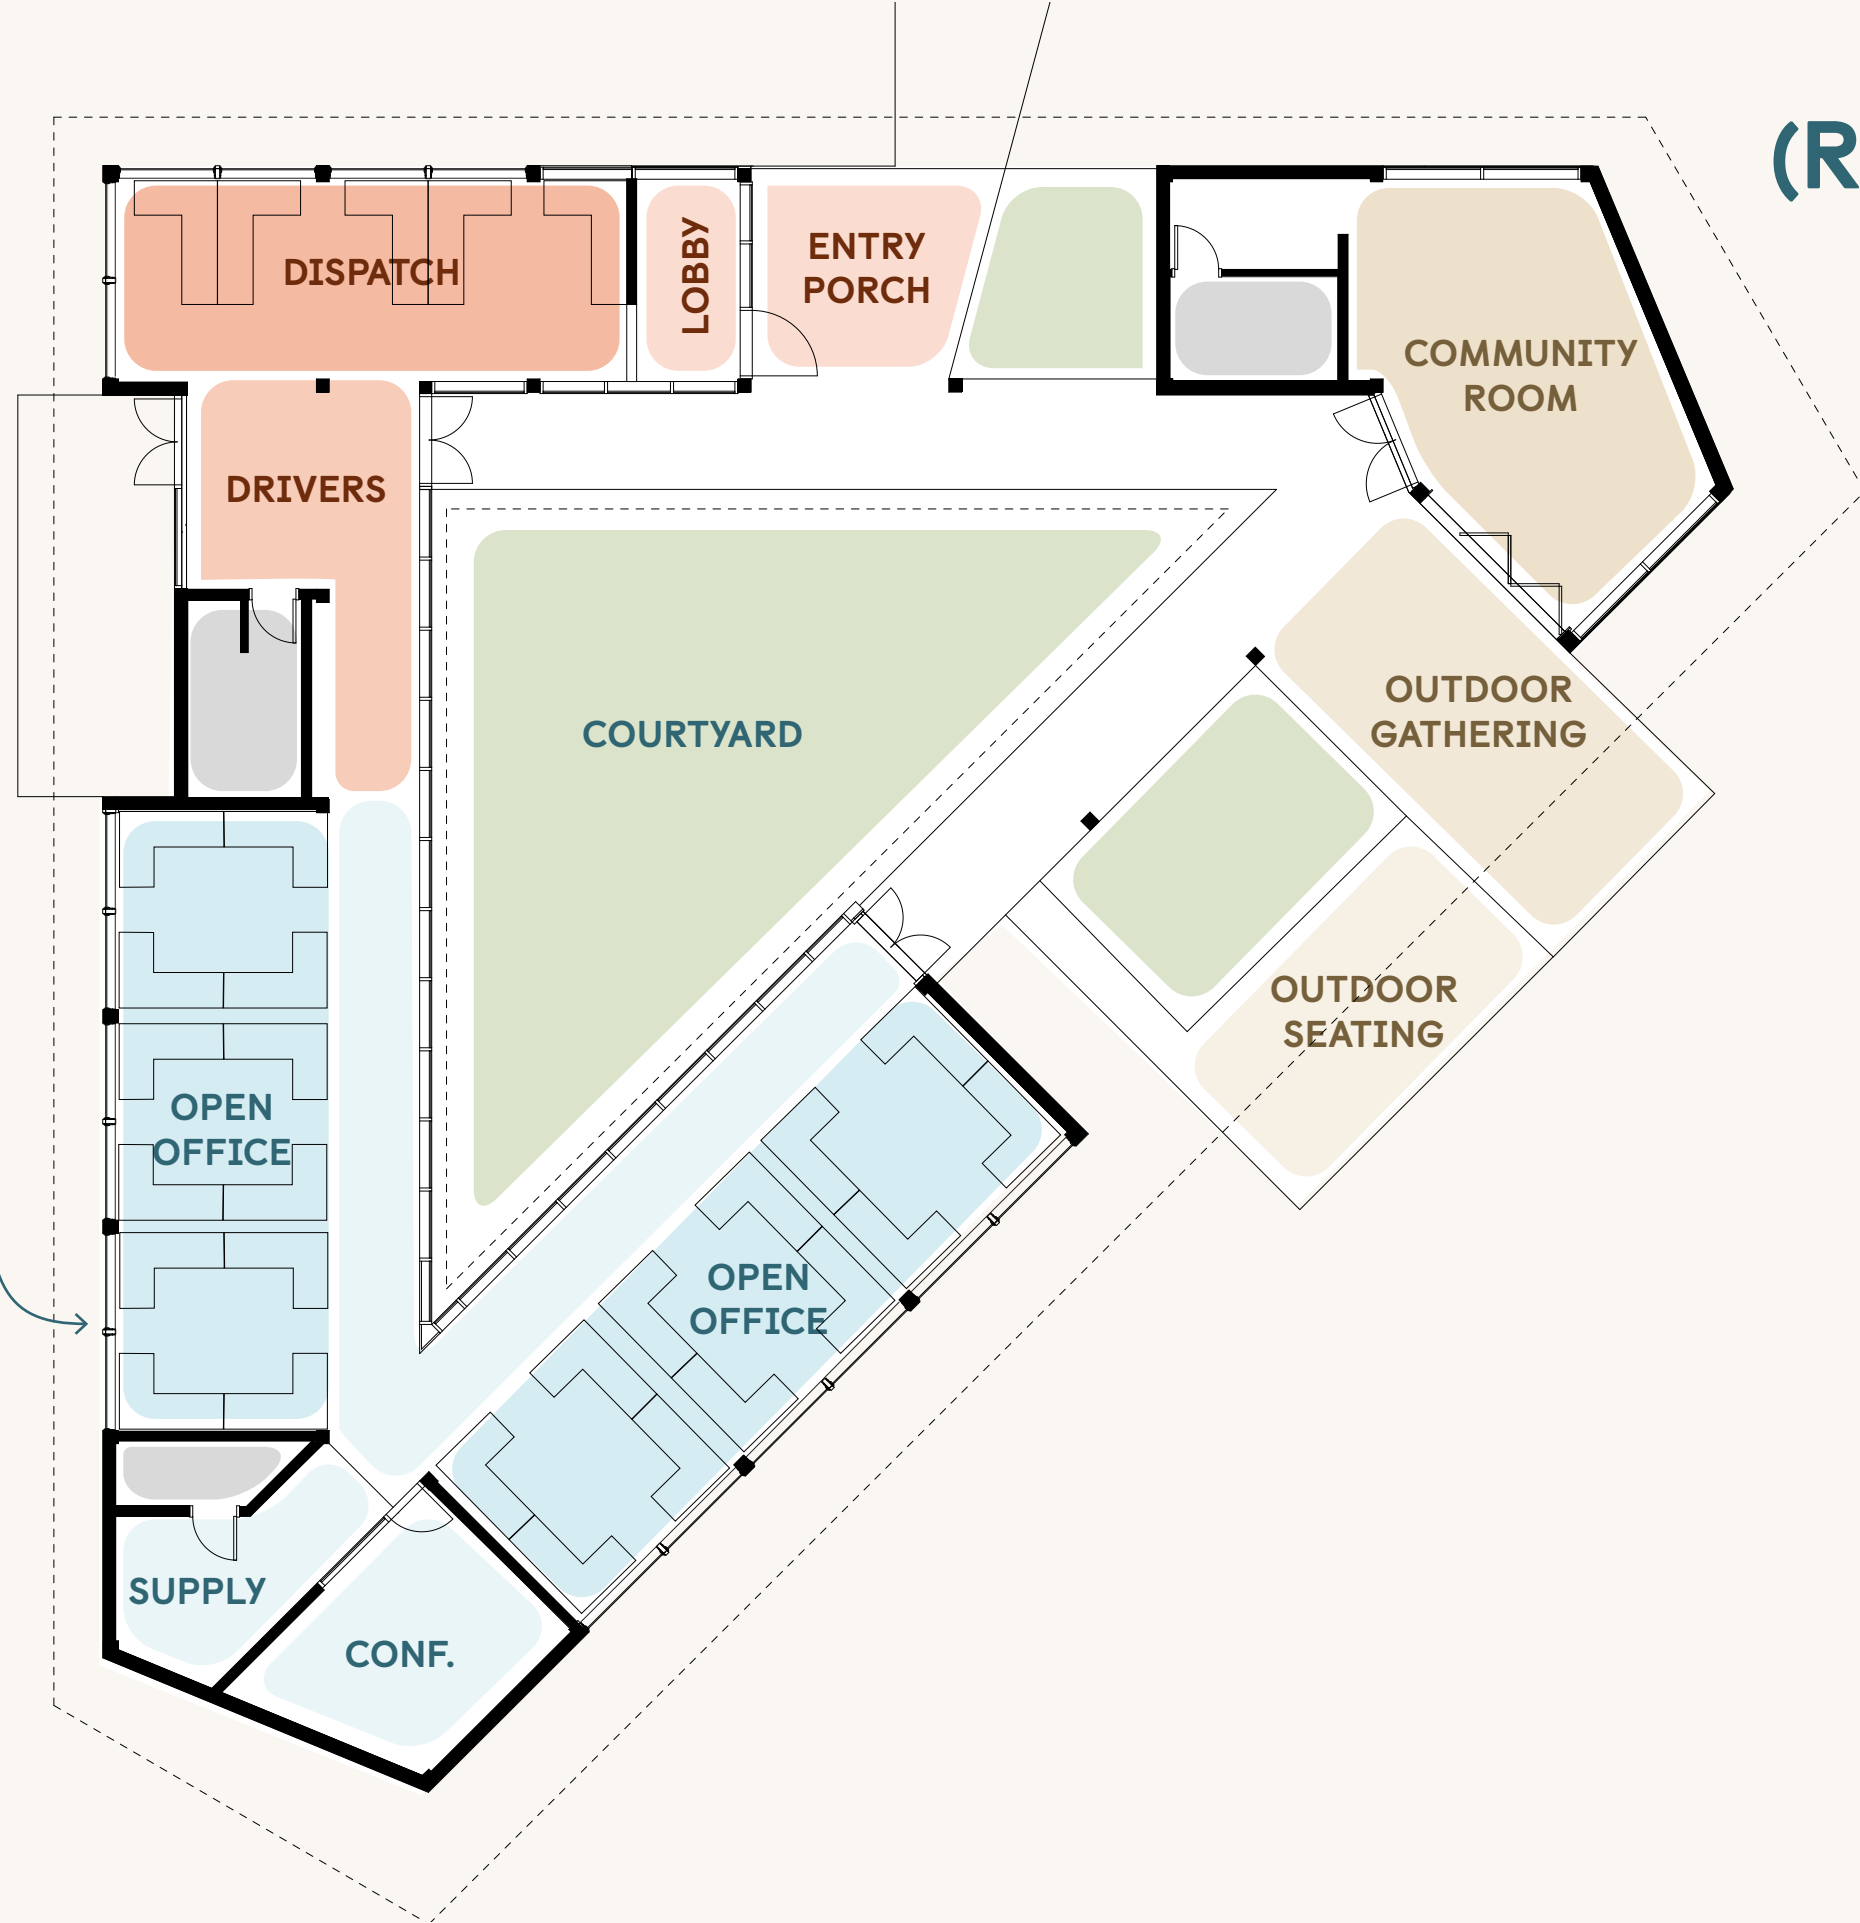 (R
DISPATCH
LOBBY
ENTRY
PORCH
COMMUNITY
ROOM
DRIVERS
COURTYARD
OUTDOOR
GATHERING
OUTDOOR
SEATING
OPEN
OFFICE
OPEN
OFFICE
SUPPLY
CONF.